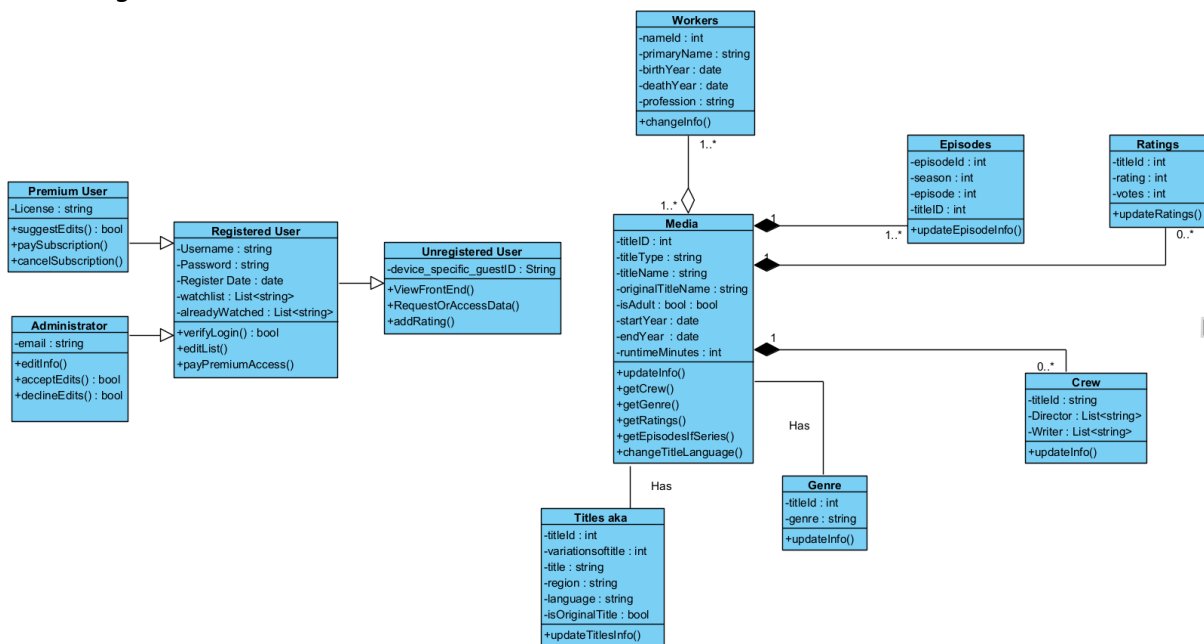 Workers
-nameId : int
-primaryName : string
-birthYear : date
-deathYear : date
-profession : string
+changeInfo()
1..*
1..*
Episodes
-episodeId : int
-season : int
-episode : int
-titleID : int
+updateEpisodeInfo()
Ratings
-titleId : int
-rating : int
-votes : int
+updateRatings()
Premium User
-License : string
+suggestEdits() : bool
+paySubscription()
+cancelSubscription()
Registered User
-Username : string
-Password : string
-Register Date : date
-watchlist : List<string>
-alreadyWatched : List<string>
+verifyLogin() : bool
+editList()
+payPremiumAccess()
Unregistered User
-device_specific_guestID : String
+ViewFrontEnd()
+RequestOrAccessData()
+addRating()
Administrator
-email : string
+editInfo()
+acceptEdits() : bool
+declineEdits() : bool
Media
-titleID : int
-titleType : string
-titleName : string
-originalTitleName : string
-isAdult : bool : bool
-startYear : date
-endYear : date
-runtimeMinutes : int
+updateInfo()
+getCrew()
+getGenre()
+getRatings()
+getEpisodesIfSeries()
+changeTitleLanguage()
1
1..*
1
0..*
1
0..*
Crew
-titleId : string
-Director : List<string>
-Writer : List<string>
+updateInfo()
Has
Has
Genre
-titleId : int
-genre : string
+updateInfo()
Titles aka
-titleId : int
-variationsoftitle : int
-title : string
-region : string
-language : string
-isOriginalTitle : bool
+updateTitlesInfo()